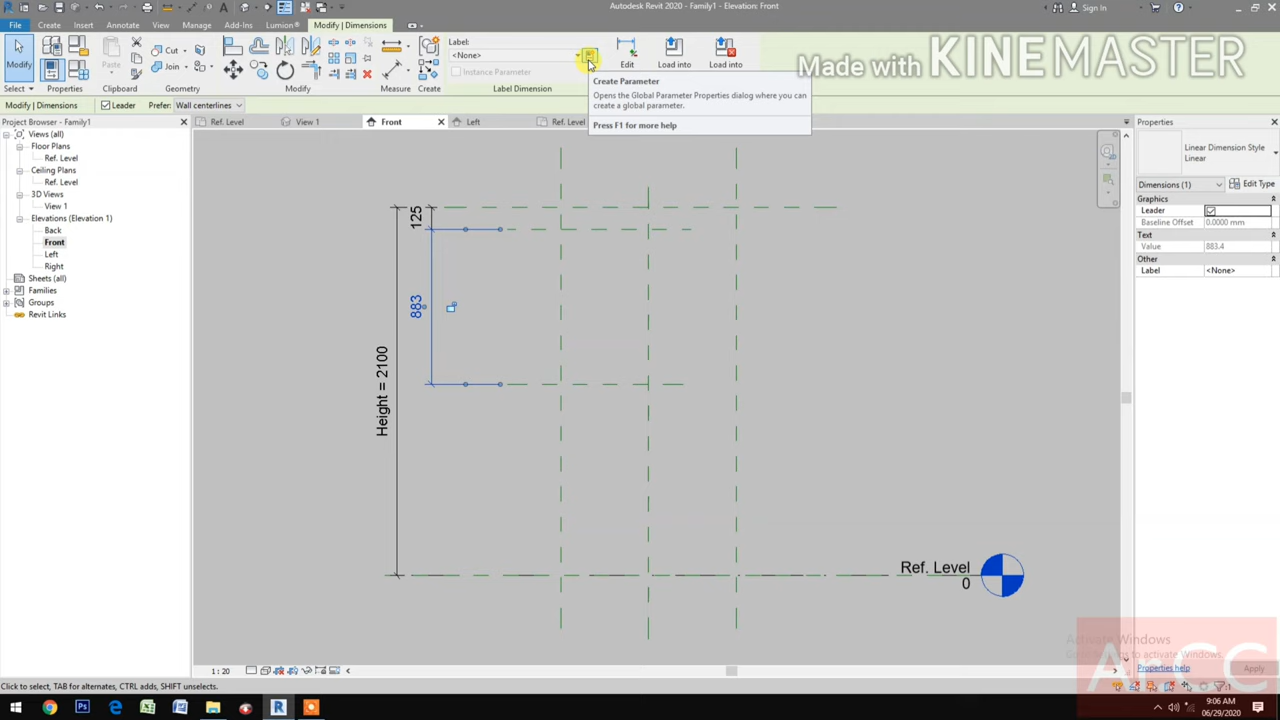 Autodesk Revit 2020 - Family1 - Elevation: Front
Sign In
File Create Insert Annotate View Manage Add-Ins Lumion® Modify | Dimensions
Modify
Paste
Cut
Join
Label:
<None>
Instance Parameter
Edit
Load into
Load into
Made with KINEMASTER
Select Properties Clipboard Geometry Modify Measure Create Label Dimension
Create Parameter
Opens the Global Parameter Properties dialog where you can
create a global parameter.
Press F1 for more help
Modify | Dimensions Leader Prefer: Wall centerlines
Project Browser - Family1
Ref. Level View 1 Front Left Ref. Level
Properties
Views (all)
Floor Plans
Ref. Level
Ceiling Plans
Ref. Level
3D Views
View 1
Elevations (Elevation 1)
Back
Front
Left
Right
Sheets (all)
Families
Groups
Revit Links
125
883
Height = 2100
Ref. Level
0
Linear Dimension Style
Linear
Dimensions (1) Edit Type
Graphics
Leader
Baseline Offset 0.0000 mm
Text
Value 883.4
Other
Label <None>
Activate Windows
Properties help Apply
1 : 20
Click to select, TAB for alternates, CTRL adds, SHIFT unselects.
9:06 AM
06/29/2020